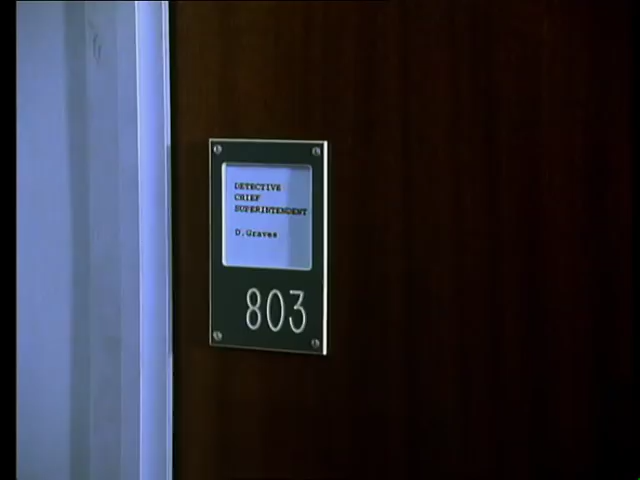 DETECTIVE
CHIEF
SUPERINTENDENT
D.Graves
803